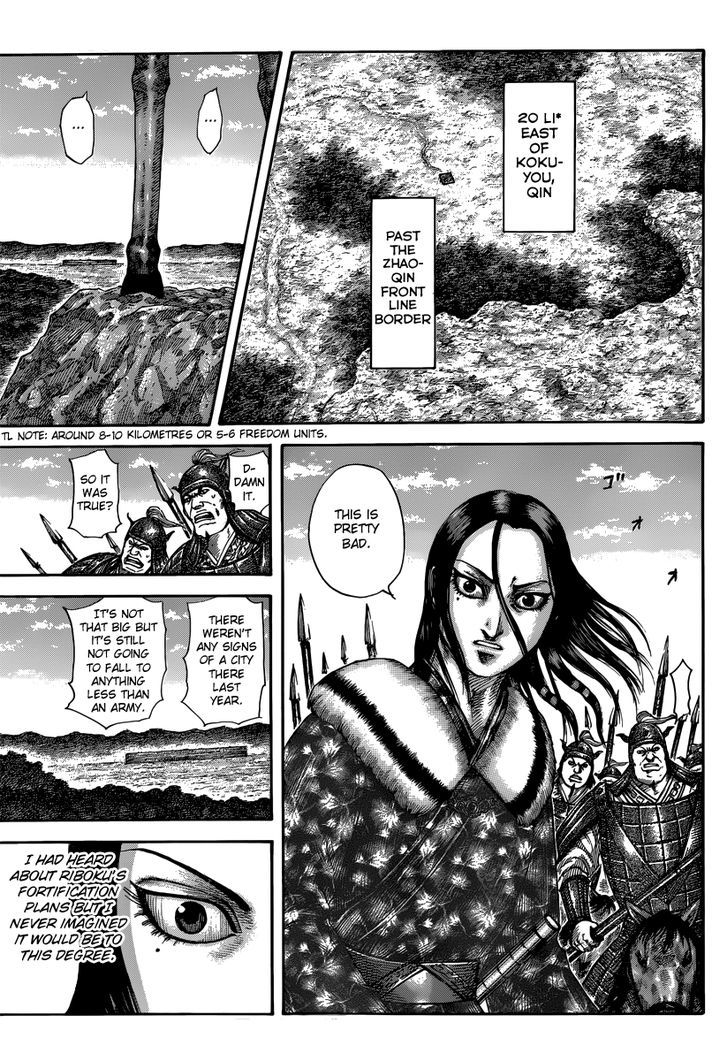 20 LI*
EAST
OF
KOKU-
YOU,
QIN
PAST
THE
ZHAO-
QIN
FRONT
LINE
BORDER
...
...
TL NOTE: AROUND 8-10 KILOMETRES OR 5-6 FREEDOM UNITS.
THIS IS
PRETTY
BAD.
ゴ
オ
オ
D-
DAMN
IT.
SO IT
WAS
TRUE?
THERE
WEREN'T
ANY SIGNS
OF A CITY
THERE
LAST
YEAR.
IT'S NOT
THAT BIG BUT
IT'S STILL
NOT GOING
TO FALL TO
ANYTHING
LESS THAN
AN ARMY.
I HAD HEARD
ABOUT RIBOKU'S
FORTIFICATION
PLANS BUT I
NEVER IMAGINED
IT WOULD BE TO
THIS DEGREE.